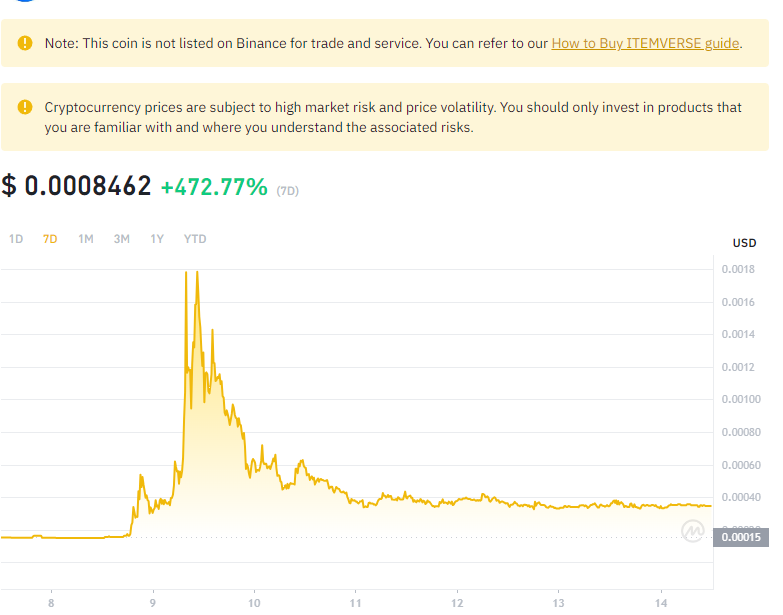 Note: This coin is not listed on Binance for trade and service. You can refer to our How to Buy ITEMVERSE guide.
Cryptocurrency prices are subject to high market risk and price volatility. You should only invest in products that
you are familiar with and where you understand the associated risks.
$ 0.0008462 +472.77% (7D)
1D 7D 1M 3M 1Y YTD
USD
0.0018
0.0016
0.0014
0.0012
0.00100
0.00080
0.00060
0.00040
0.00015
8 9 10 11 12 13 14